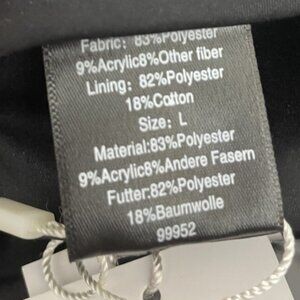 Fabric: 83%Polyester
9%Acrylic8%Other fiber
Lining: 82%Polyester
18%Cotton
Size: L
Material:83%Polyester
9%Acrylic8%Andere Fasern
Futter:82%Polyester
18%Baumwolle
99952